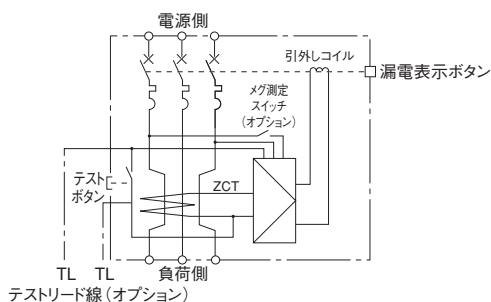 電源側
引外しコイル
漏電表示ボタン
メグ測定
スイッチ
(オプション)
テスト
ボタン
ZCT
TL TL
負荷側
テストリード線(オプション)